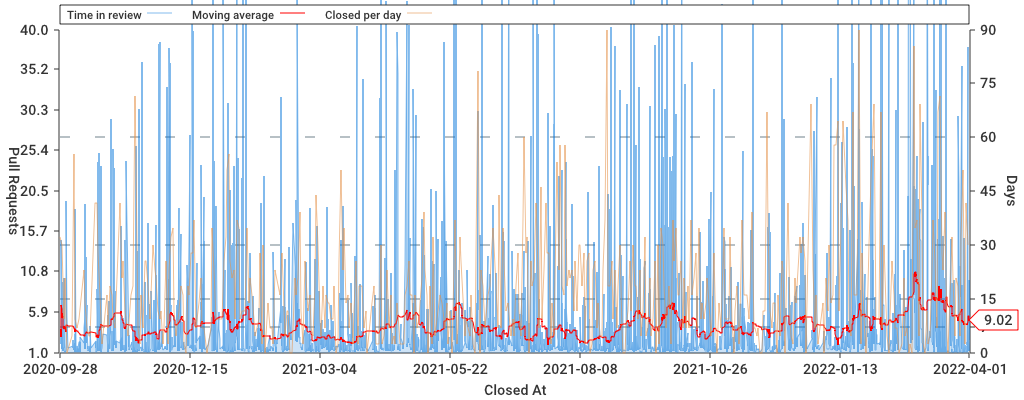 Time in review Moving average Closed per day
40.0 90
35.2 75
30.3
25.4 60
20.5 45
15.7
10.8 30
5.9 15
9.02
1.0 0
Pull Requests
Days
2020-09-28 2020-12-15 2021-03-04 2021-05-22 2021-08-08 2021-10-26 2022-01-13 2022-04-01
Closed At